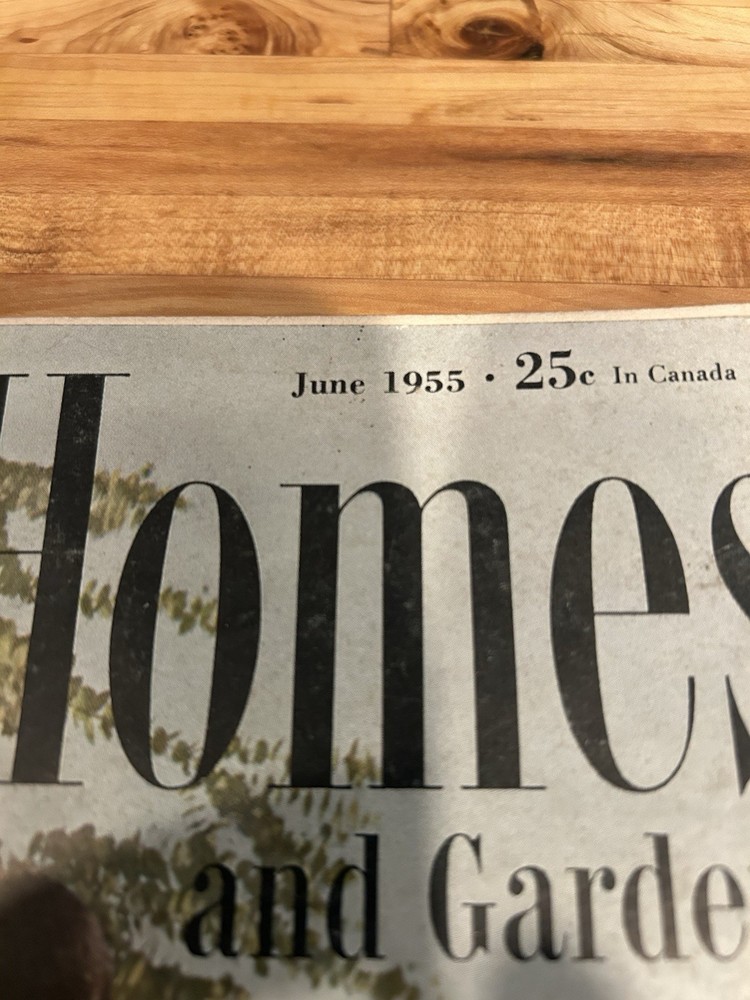 June 1955 • 25c In Canada
Homes
and Garde